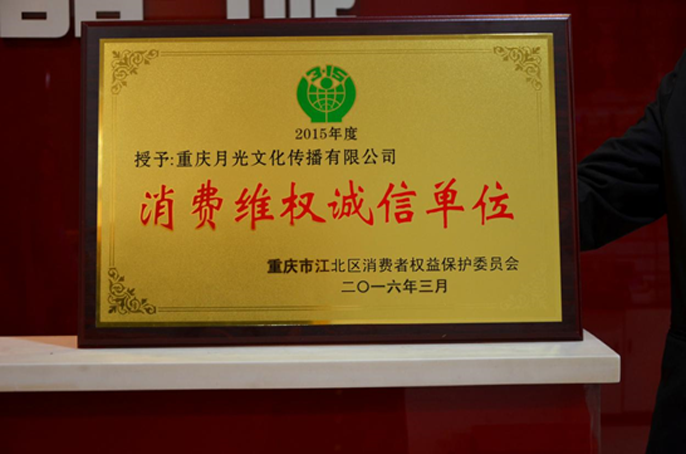 3·15
2015年度
授予:重庆月光文化传播有限公司
消费维权诚信单位
重庆市江北区消费者权益保护委员会
二〇一六年三月